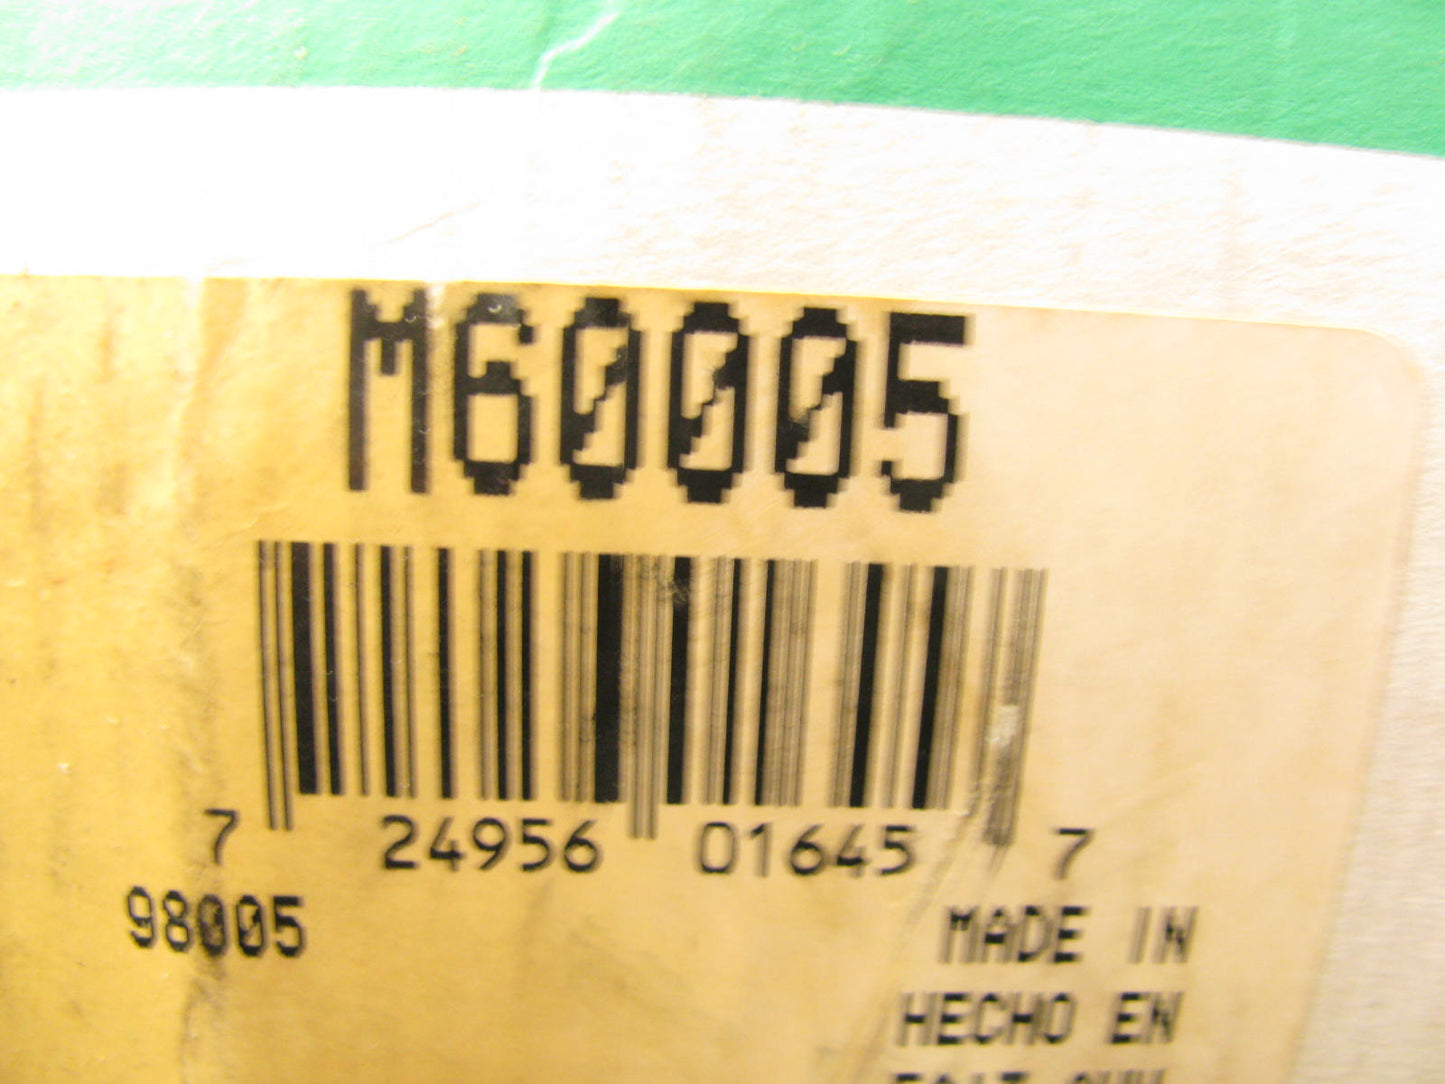 M60005
7 24956 01645 7
98005
MADE IN
HECHO EN